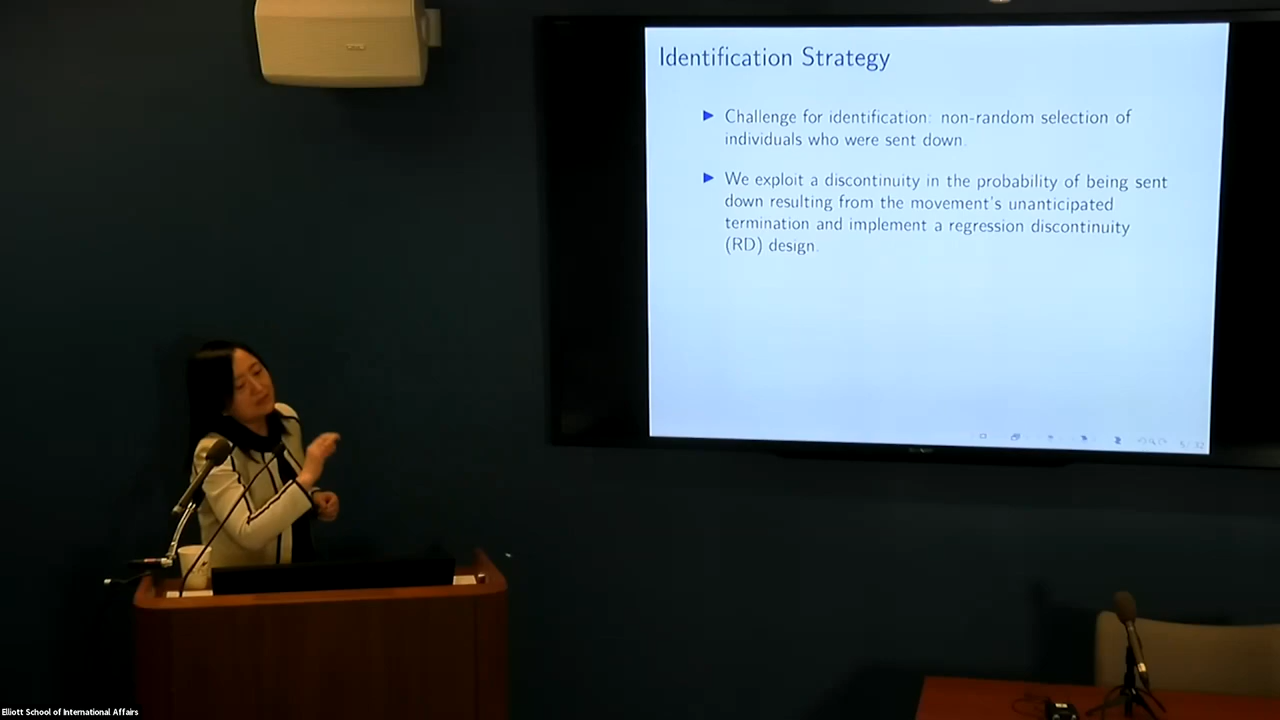 Identification Strategy
Challenge for identification: non-random selection of
individuals who were sent down.
We exploit a discontinuity in the probability of being sent
down resulting from the movement's unanticipated
termination and implement a regression discontinuity
(RD) design.
5 / 32
Elliott School of International Affairs